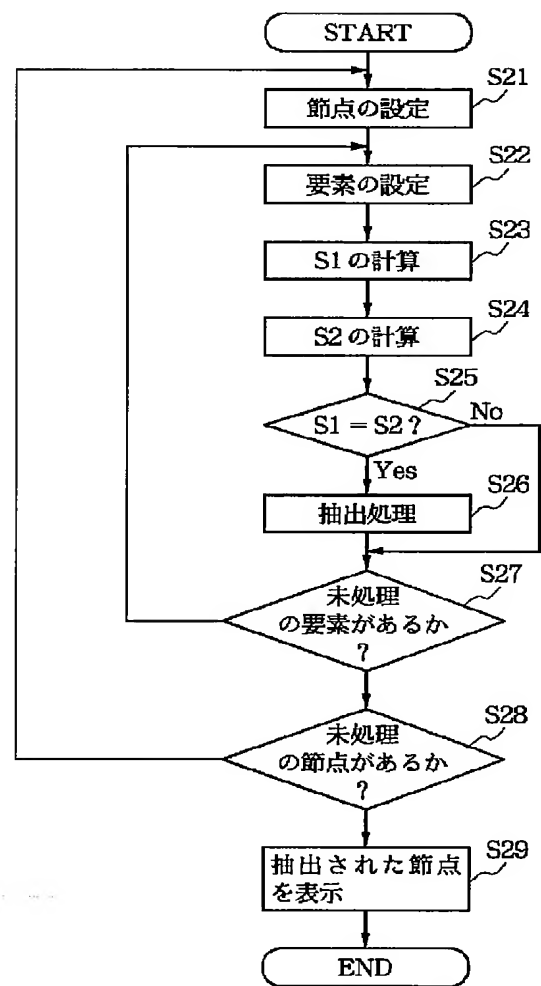 START
S21
節点の設定
S22
要素の設定
S23
S1の計算
S24
S2の計算
S25
S1 = S2 ?
No
Yes
S26
抽出処理
S27
未処理
の要素があるか
?
S28
未処理
の節点があるか
?
S29
抽出された節点
を表示
END